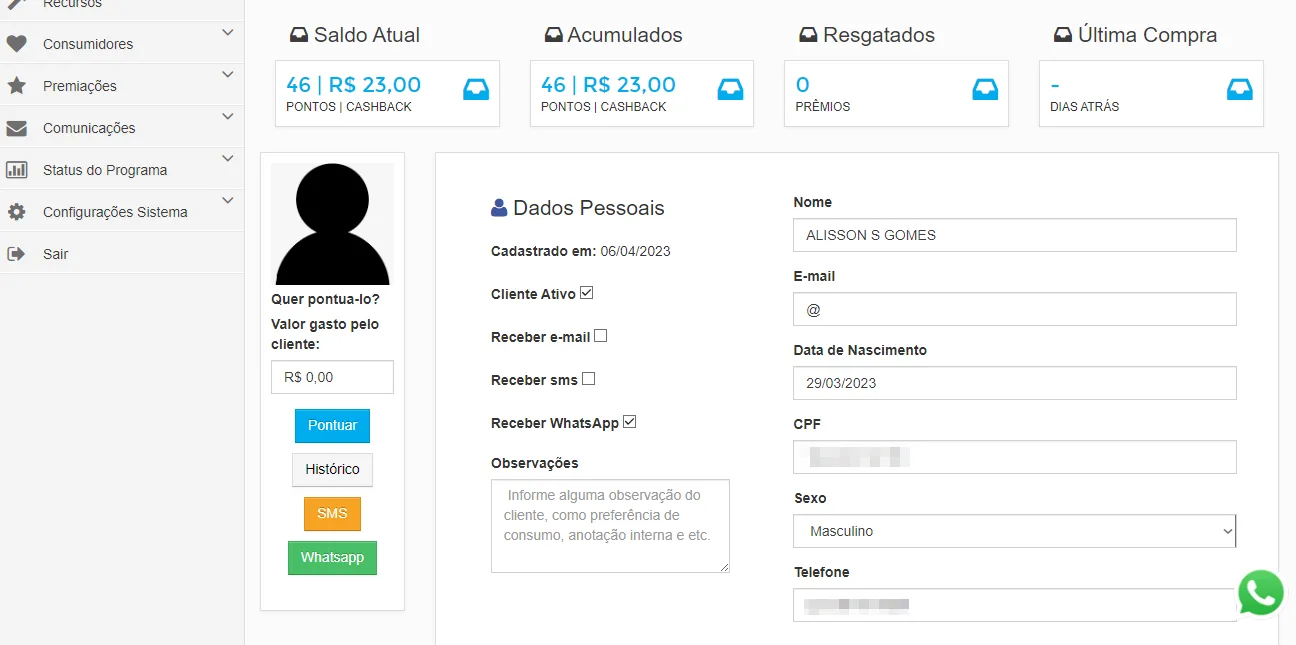 Recursos
Consumidores
Premiações
Comunicações
Status do Programa
Configurações Sistema
Sair
Saldo Atual
46 | R$ 23,00
PONTOS | CASHBACK
Acumulados
46 | R$ 23,00
PONTOS | CASHBACK
Resgatados
0
PRÊMIOS
Última Compra
-
DIAS ATRÁS
Quer pontua-lo?
Valor gasto pelo
cliente:
R$ 0,00
Pontuar
Histórico
SMS
Whatsapp
Dados Pessoais
Cadastrado em: 06/04/2023
Cliente Ativo
Receber e-mail
Receber sms
Receber WhatsApp
Observações
Informe alguma observação do
cliente, como preferência de
consumo, anotação interna e etc.
Nome
ALISSON S GOMES
E-mail
@
Data de Nascimento
29/03/2023
CPF
Sexo
Masculino
Telefone